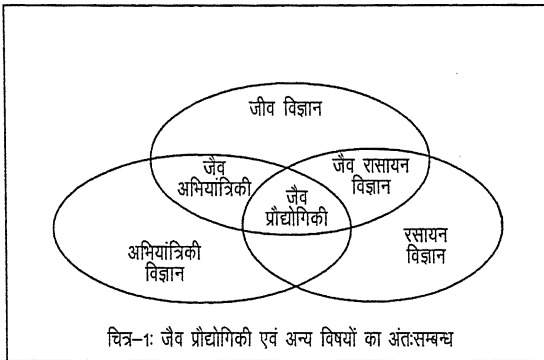 जीव विज्ञान
जैव
अभियांत्रिकी
जैव रासायन
विज्ञान
जैव
प्रौद्योगिकी
अभियांत्रिकी
विज्ञान
रसायन
विज्ञान
चित्र–1: जैव प्रौद्योगिकी एवं अन्य विषयों का अंतःसम्बन्ध